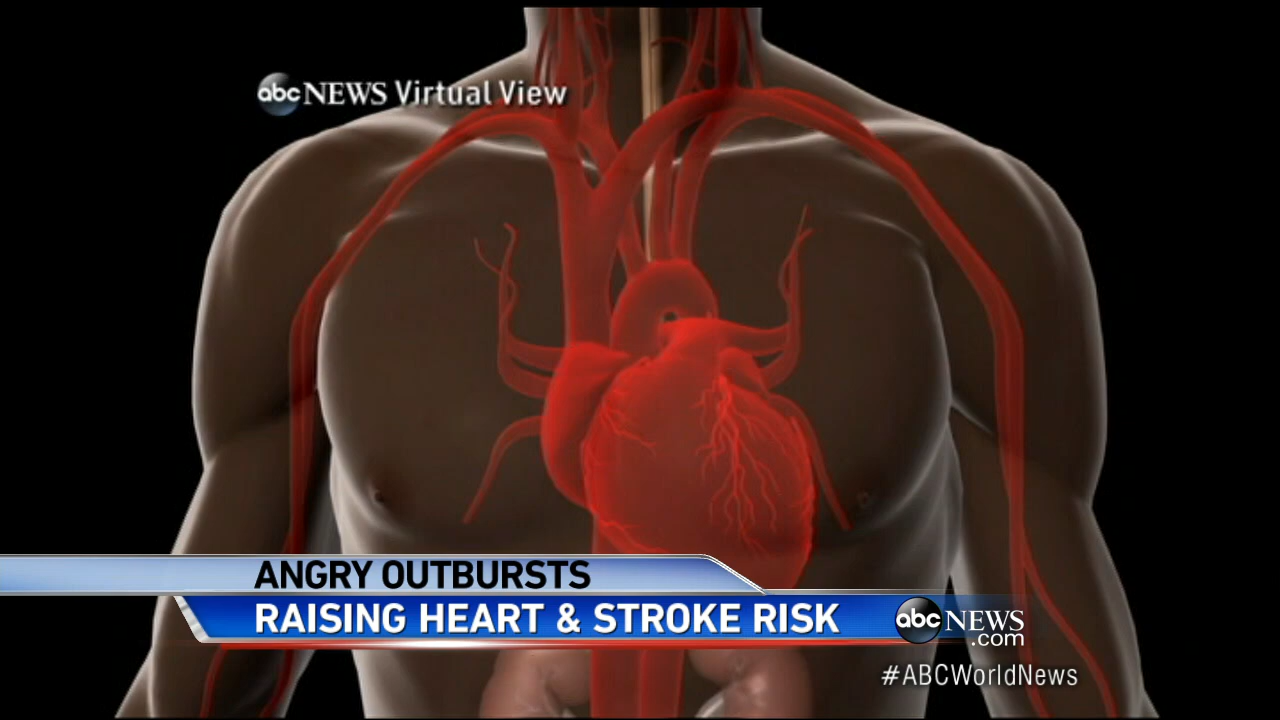 abc NEWS Virtual View
ANGRY OUTBURSTS
RAISING HEART & STROKE RISK
abc NEWS
.com
#ABCWorldNews